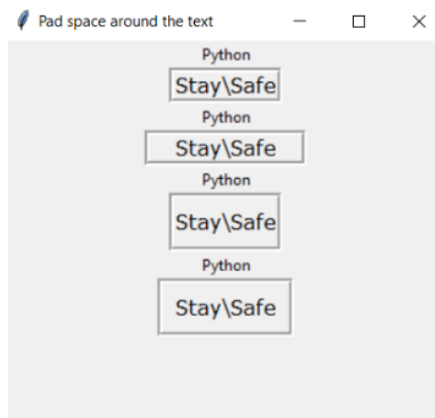 Pad space around the text
Python
Stay\Safe
Python
Stay\Safe
Python
Stay\Safe
Python
Stay\Safe